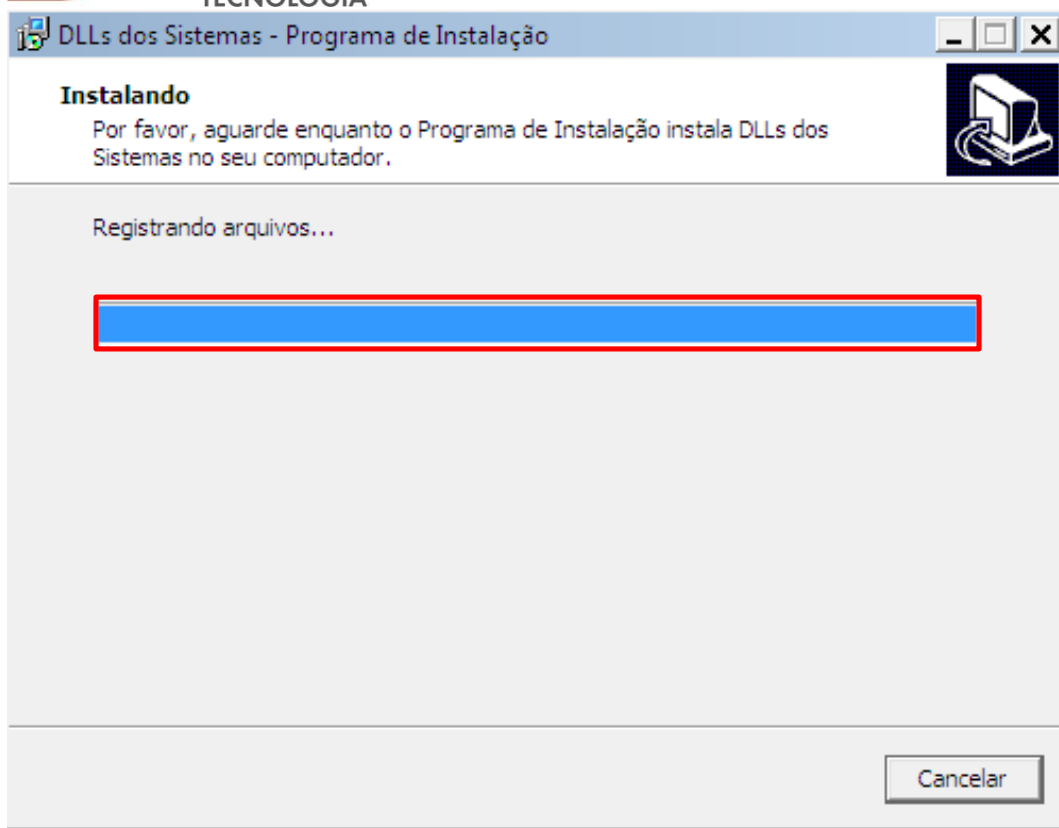 TECNOLOGIA
DLLs dos Sistemas - Programa de Instalação
Instalando
Por favor, aguarde enquanto o Programa de Instalação instala DLLs dos
Sistemas no seu computador.
Registrando arquivos...
Cancelar